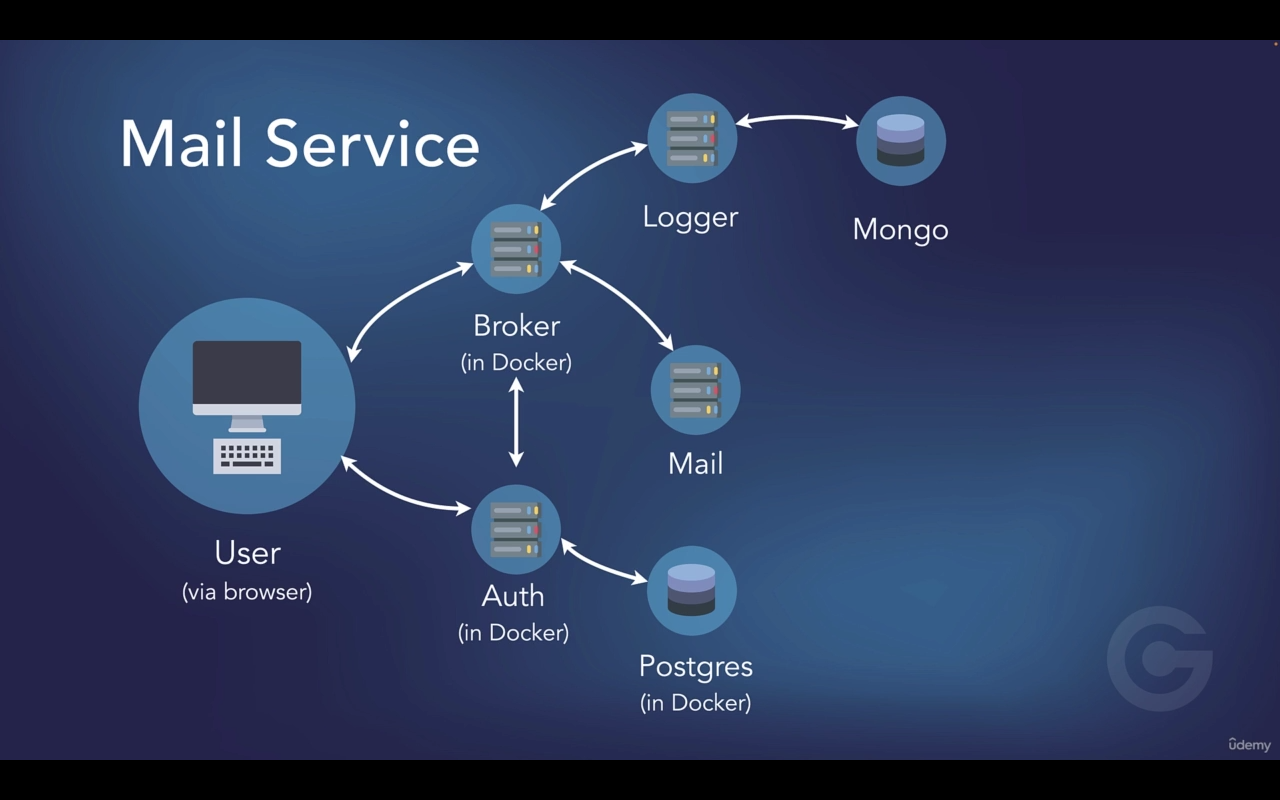 Mail Service
Logger
Mongo
Broker
(in Docker)
Mail
User
(via browser)
Auth
(in Docker)
Postgres
(in Docker)
ûdemy